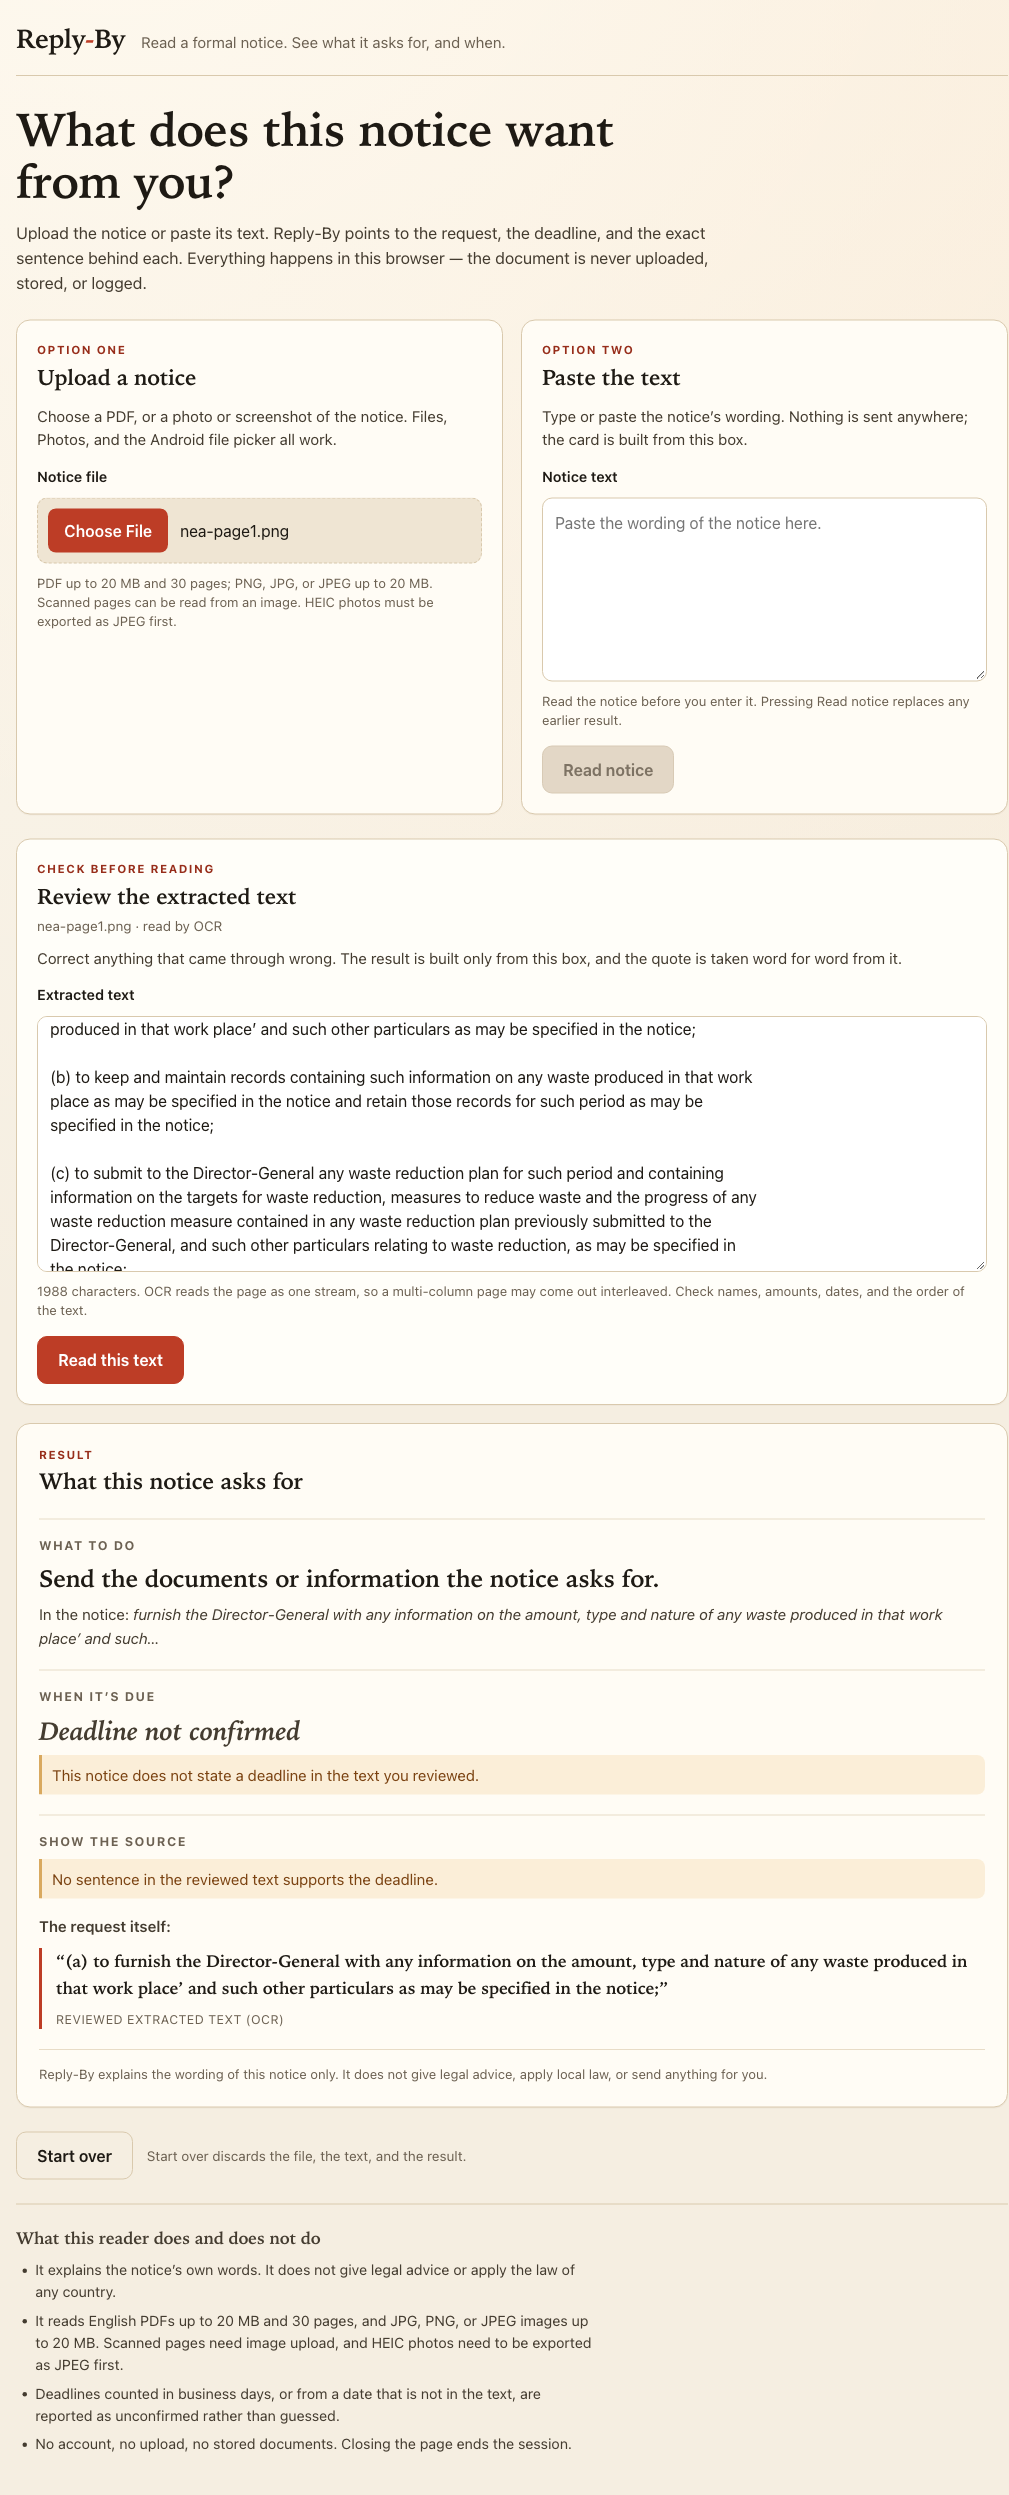 Reply-By Read a formal notice. See what it asks for, and when.
What does this notice want
from you?
Upload the notice or paste its text. Reply-By points to the request, the deadline, and the exact
sentence behind each. Everything happens in this browser — the document is never uploaded,
stored, or logged.
OPTION ONE
Upload a notice
Choose a PDF, or a photo or screenshot of the notice. Files,
Photos, and the Android file picker all work.
Notice file
Choose File nea-page1.png
PDF up to 20 MB and 30 pages; PNG, JPG, or JPEG up to 20 MB.
Scanned pages can be read from an image. HEIC photos must be
exported as JPEG first.
OPTION TWO
Paste the text
Type or paste the notice’s wording. Nothing is sent anywhere;
the card is built from this box.
Notice text
Paste the wording of the notice here.
Read the notice before you enter it. Pressing Read notice replaces any
earlier result.
Read notice
CHECK BEFORE READING
Review the extracted text
nea-page1.png · read by OCR
Correct anything that came through wrong. The result is built only from this box, and the quote is taken word for word from it.
Extracted text
produced in that work place’ and such other particulars as may be specified in the notice;
(b) to keep and maintain records containing such information on any waste produced in that work
place as may be specified in the notice and retain those records for such period as may be
specified in the notice;
(c) to submit to the Director-General any waste reduction plan for such period and containing
information on the targets for waste reduction, measures to reduce waste and the progress of any
waste reduction measure contained in any waste reduction plan previously submitted to the
Director-General, and such other particulars relating to waste reduction, as may be specified in
the notice;
1988 characters. OCR reads the page as one stream, so a multi-column page may come out interleaved. Check names, amounts, dates, and the order of
the text.
Read this text
RESULT
What this notice asks for
WHAT TO DO
Send the documents or information the notice asks for.
In the notice: furnish the Director-General with any information on the amount, type and nature of any waste produced in that work
place’ and such…
WHEN IT’S DUE
Deadline not confirmed
This notice does not state a deadline in the text you reviewed.
SHOW THE SOURCE
No sentence in the reviewed text supports the deadline.
The request itself:
“(a) to furnish the Director-General with any information on the amount, type and nature of any waste produced in
that work place’ and such other particulars as may be specified in the notice;”
REVIEWED EXTRACTED TEXT (OCR)
Reply-By explains the wording of this notice only. It does not give legal advice, apply local law, or send anything for you.
Start over Start over discards the file, the text, and the result.
What this reader does and does not do
• It explains the notice’s own words. It does not give legal advice or apply the law of
any country.
• It reads English PDFs up to 20 MB and 30 pages, and JPG, PNG, or JPEG images up
to 20 MB. Scanned pages need image upload, and HEIC photos need to be exported
as JPEG first.
• Deadlines counted in business days, or from a date that is not in the text, are
reported as unconfirmed rather than guessed.
• No account, no upload, no stored documents. Closing the page ends the session.